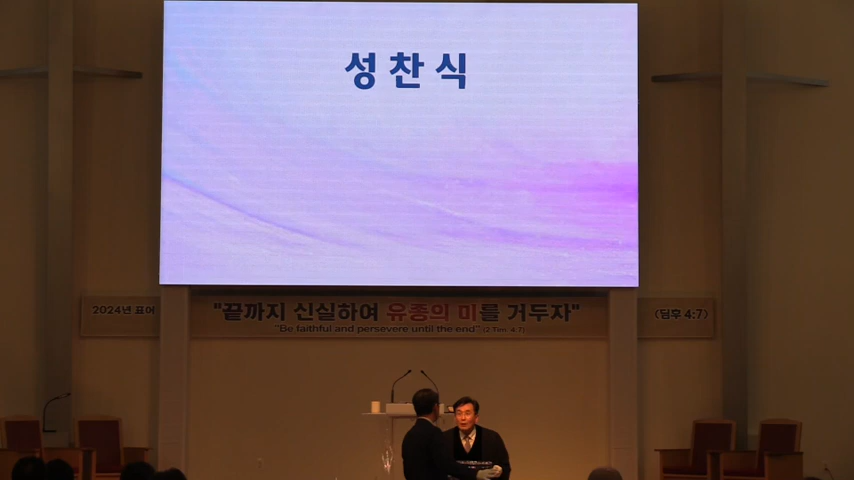 성찬식
2024년 표어
"끝까지 신실하여 유종의 미를 거두자"
(딤후 4:7)
"Be faithful and persevere until the end" (2 Tim. 4:7)